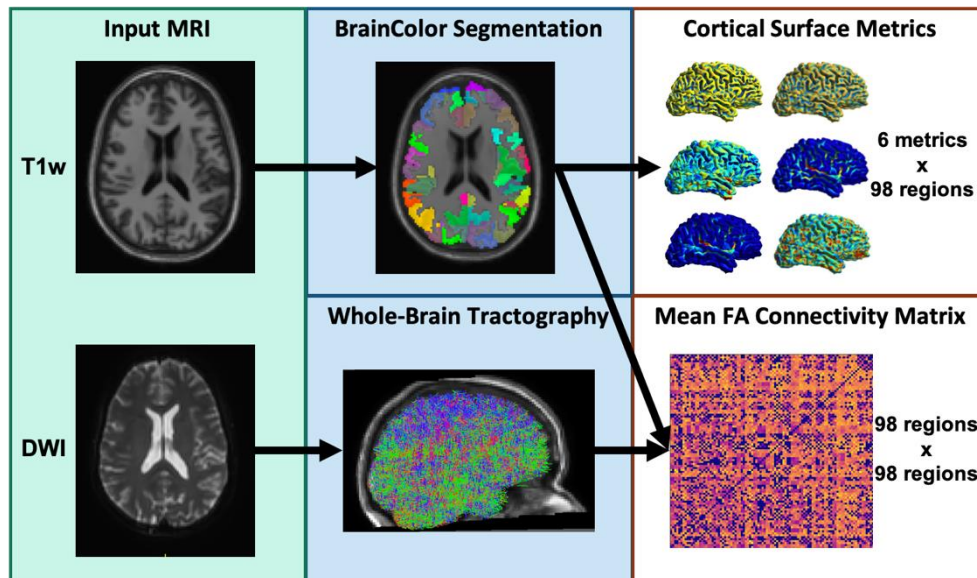 Input MRI
BrainColor Segmentation
Cortical Surface Metrics
T1w
6 metrics
x
98 regions
Whole-Brain Tractography
Mean FA Connectivity Matrix
DWI
98 regions
x
98 regions